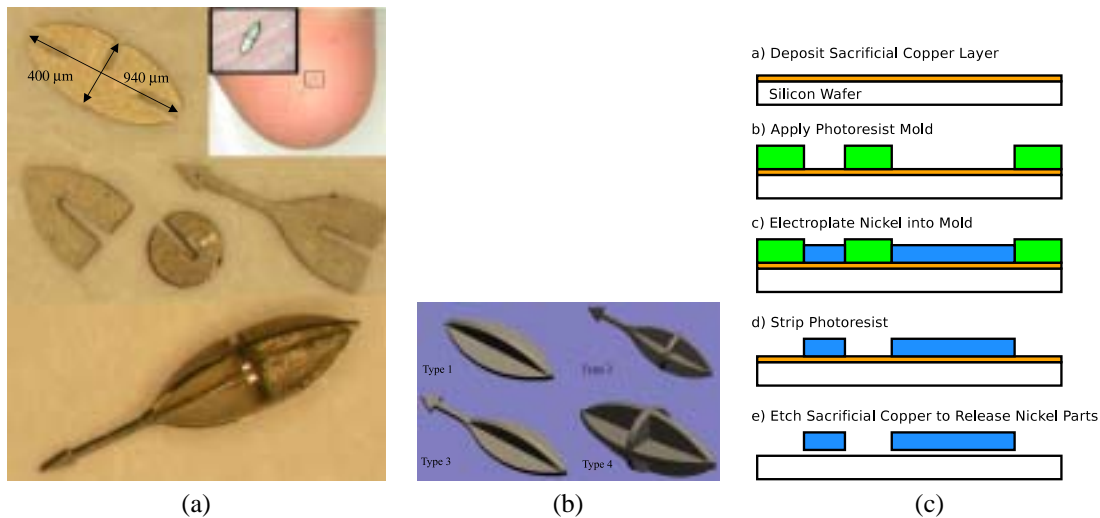 400 μm
940 μm
Type 1
Type 3
Type 4
a) Deposit Sacrificial Copper Layer
Silicon Wafer
b) Apply Photoresist Mold
c) Electroplate Nickel into Mold
d) Strip Photoresist
e) Etch Sacrificial Copper to Release Nickel Parts
(a)
(b)
(c)